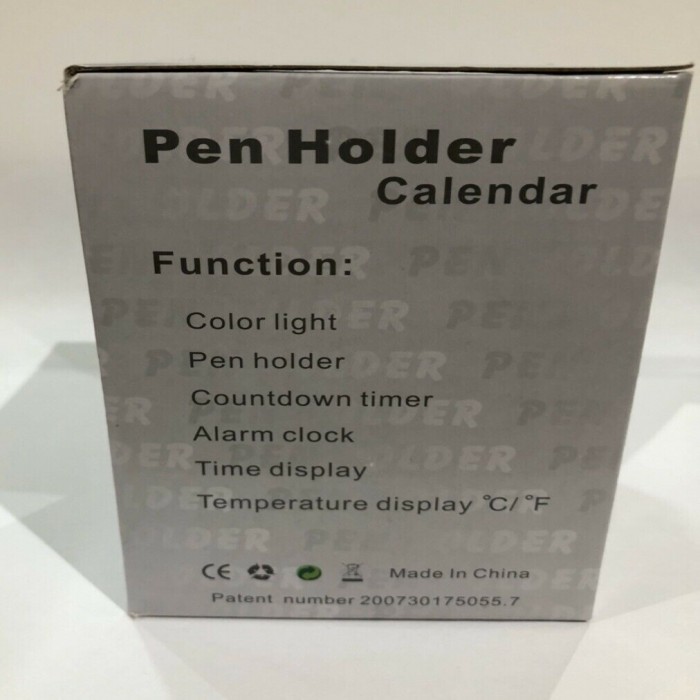 Pen Holder
Calendar
Function:
Color light
Pen holder
Countdown timer
Alarm clock
Time display
Temperature display °C/°F
CE Made In China
Patent number 200730175055.7